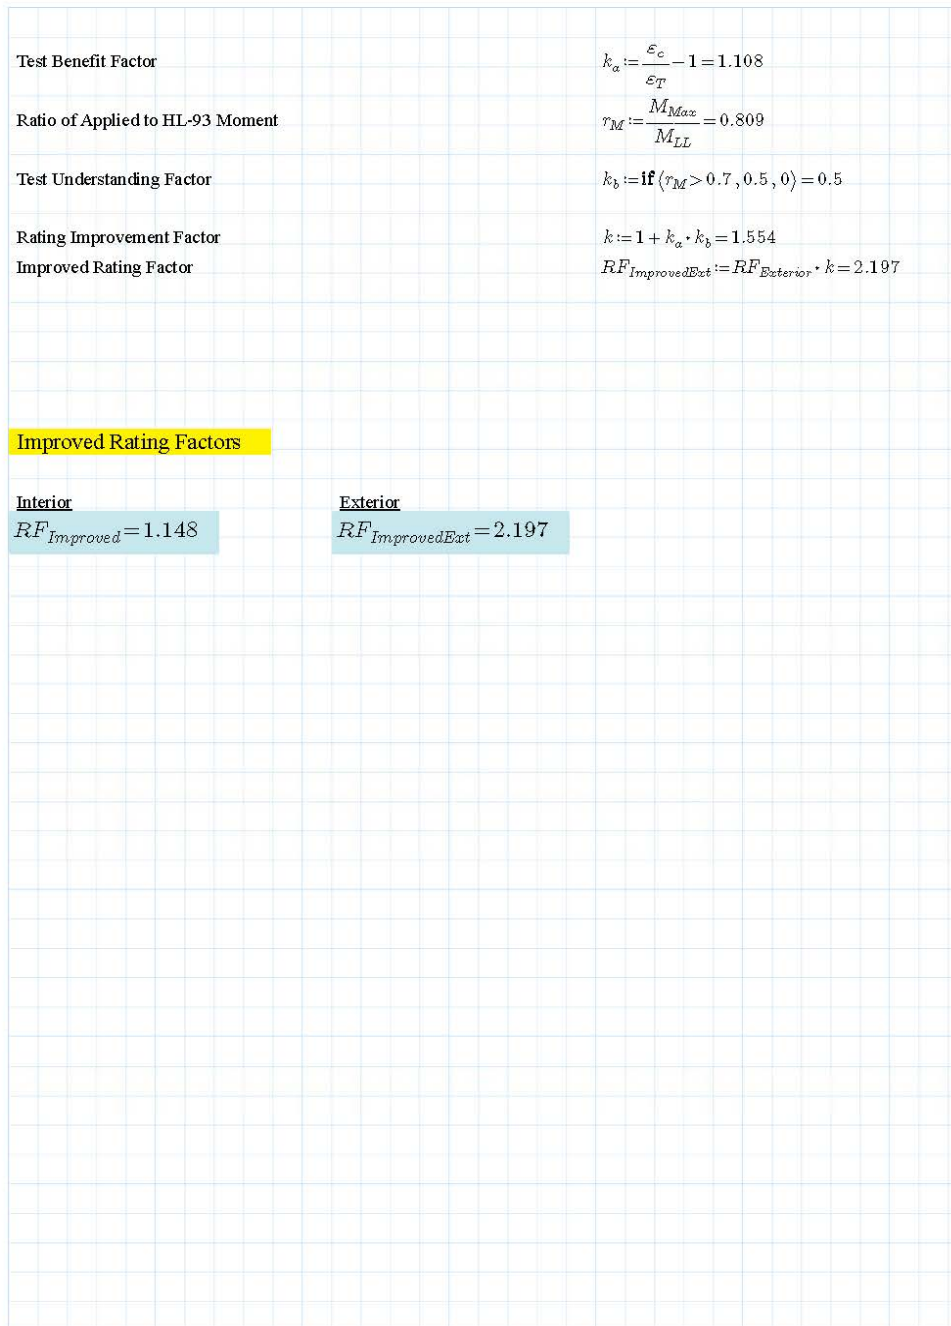 Test Benefit Factor k_a := ε_c / ε_T − 1 = 1.108
Ratio of Applied to HL-93 Moment r_M := M_Max / M_LL = 0.809
Test Understanding Factor k_b := if (r_M > 0.7 , 0.5 , 0) = 0.5
Rating Improvement Factor k := 1 + k_a · k_b = 1.554
Improved Rating Factor RF_ImprovedExt := RF_Exterior · k = 2.197
Improved Rating Factors
Interior Exterior
RF_Improved = 1.148 RF_ImprovedExt = 2.197